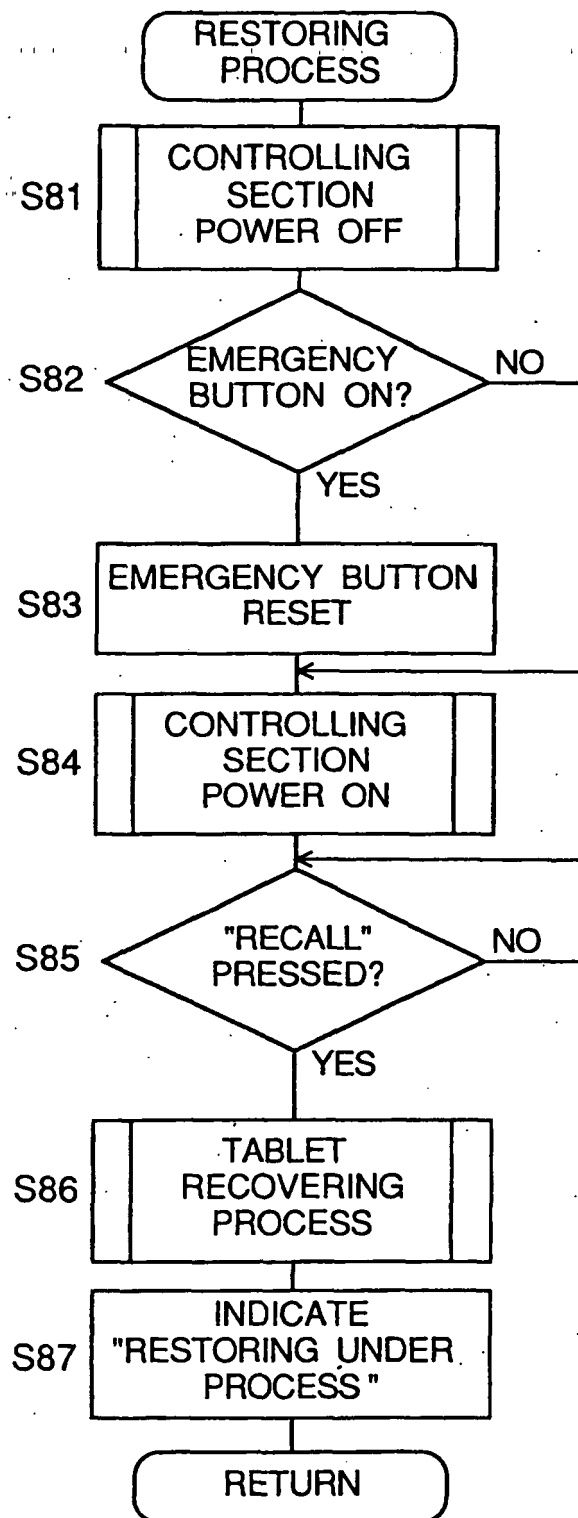 RESTORING
PROCESS
S81
CONTROLLING
SECTION
POWER OFF
S82
EMERGENCY
BUTTON ON?
NO
YES
S83
EMERGENCY BUTTON
RESET
S84
CONTROLLING
SECTION
POWER ON
S85
"RECALL"
PRESSED?
NO
YES
S86
TABLET
RECOVERING
PROCESS
S87
INDICATE
"RESTORING UNDER
PROCESS"
RETURN